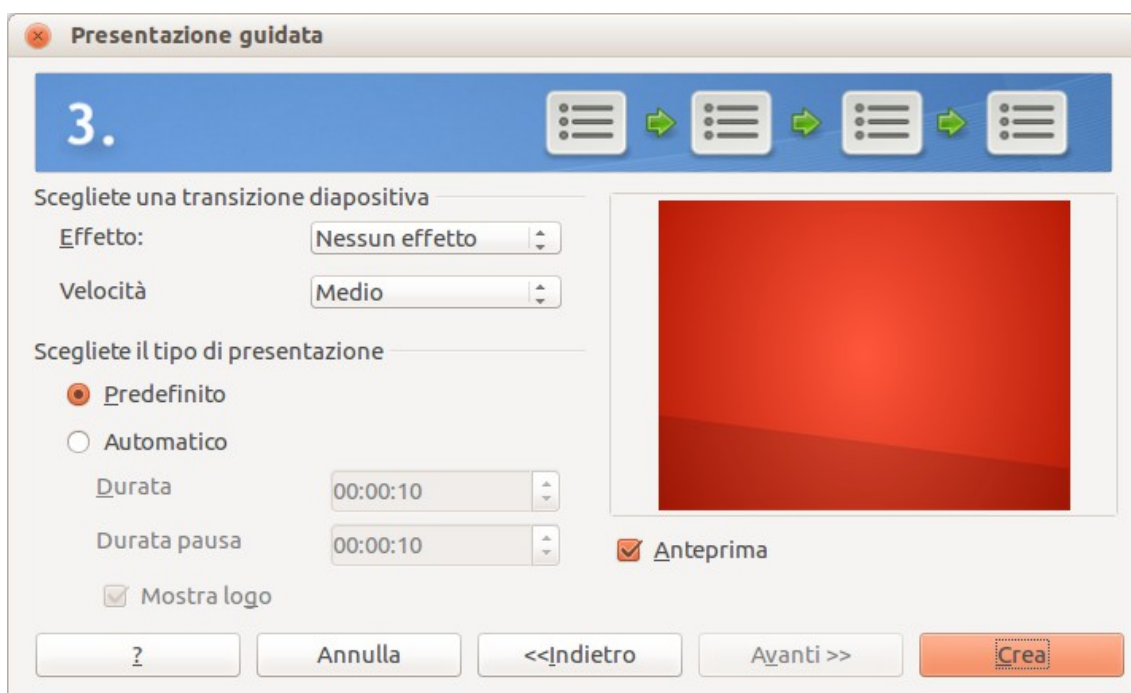 Presentazione guidata
3.
Scegliete una transizione diapositiva
Effetto: Nessun effetto
Velocità Medio
Scegliete il tipo di presentazione
Predefinito
Automatico
Durata 00:00:10
Durata pausa 00:00:10
Mostra logo
Anteprima
? Annulla <<Indietro Avanti >> Crea